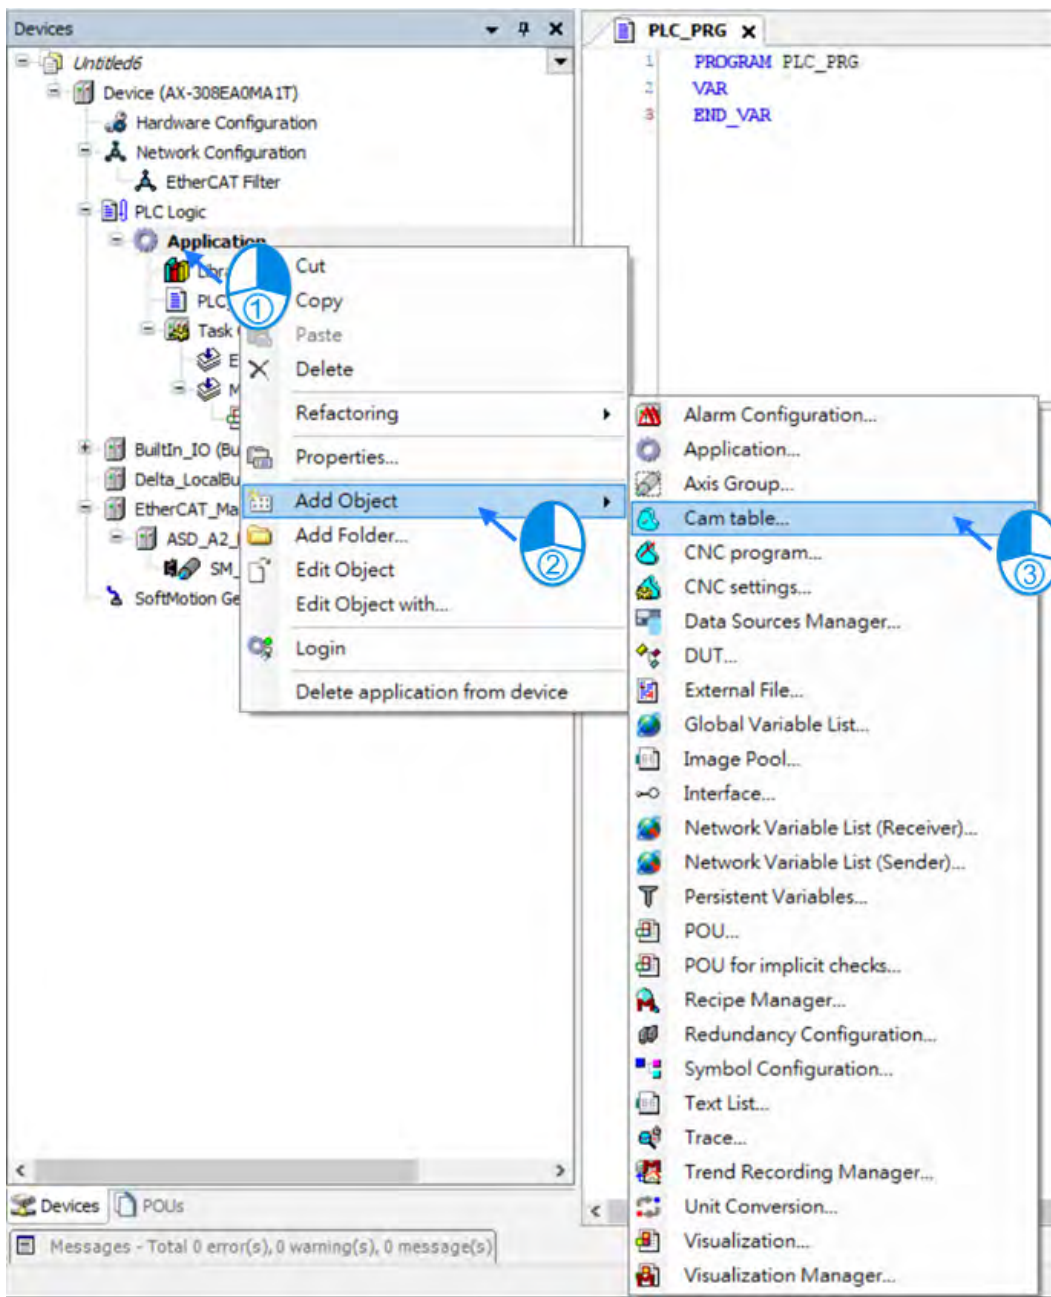 Devices
Untitled6
Device (AX-308EA0MA1T)
Hardware Configuration
Network Configuration
EtherCAT Filter
PLC Logic
Application
PLC
Task
BuiltIn_IO (Bu
Delta_LocalBu
EtherCAT_Ma
ASD_A2_
SM_
SoftMotion Ge
Devices
POUs
Messages - Total 0 error(s), 0 warning(s), 0 message(s)
PLC_PRG
1 PROGRAM PLC_PRG
2 VAR
3 END_VAR
①
Cut
Copy
Paste
Delete
Refactoring
Properties...
Add Object
Add Folder...
Edit Object
Edit Object with...
Login
Delete application from device
②
Alarm Configuration...
Application...
Axis Group...
Cam table...
CNC program...
CNC settings...
Data Sources Manager...
DUT...
External File...
Global Variable List...
Image Pool...
Interface...
Network Variable List (Receiver)...
Network Variable List (Sender)...
Persistent Variables...
POU...
POU for implicit checks...
Recipe Manager...
Redundancy Configuration...
Symbol Configuration...
Text List...
Trace...
Trend Recording Manager...
Unit Conversion...
Visualization...
Visualization Manager...
③